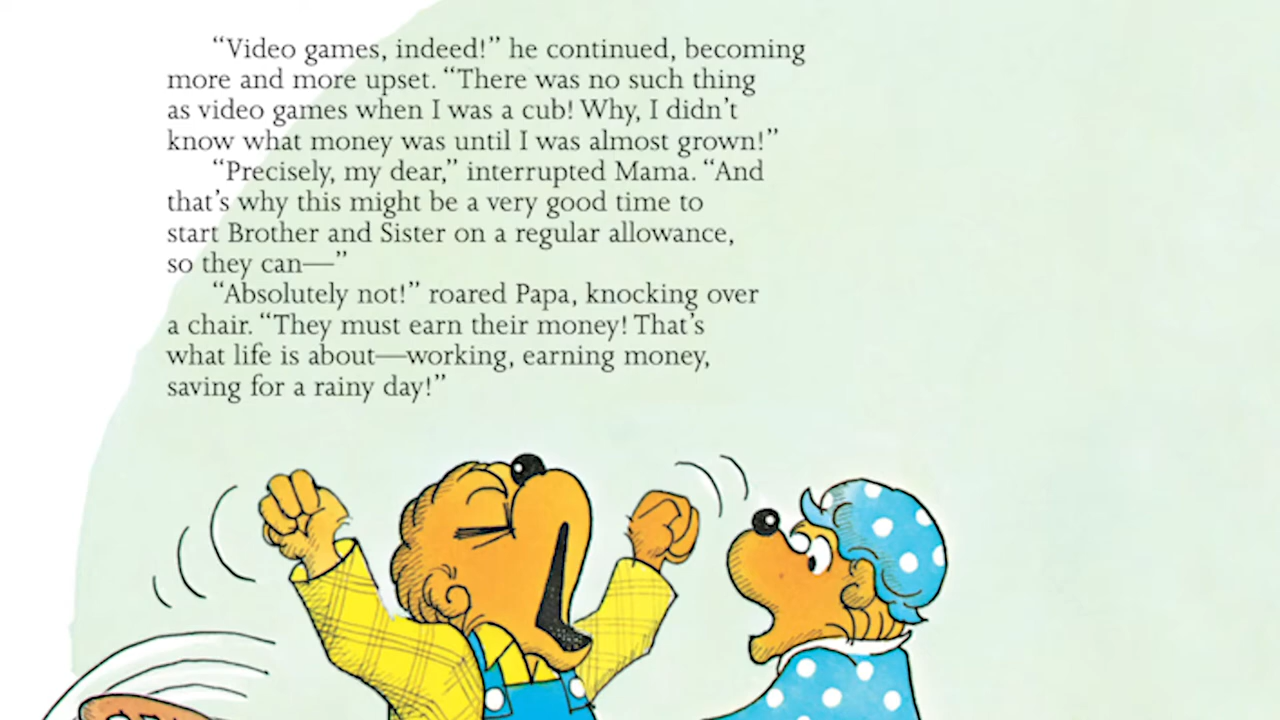 “Video games, indeed!” he continued, becoming
more and more upset. “There was no such thing
as video games when I was a cub! Why, I didn’t
know what money was until I was almost grown!”
“Precisely, my dear,” interrupted Mama. “And
that’s why this might be a very good time to
start Brother and Sister on a regular allowance,
so they can—”
“Absolutely not!” roared Papa, knocking over
a chair. “They must earn their money! That’s
what life is about—working, earning money,
saving for a rainy day!”